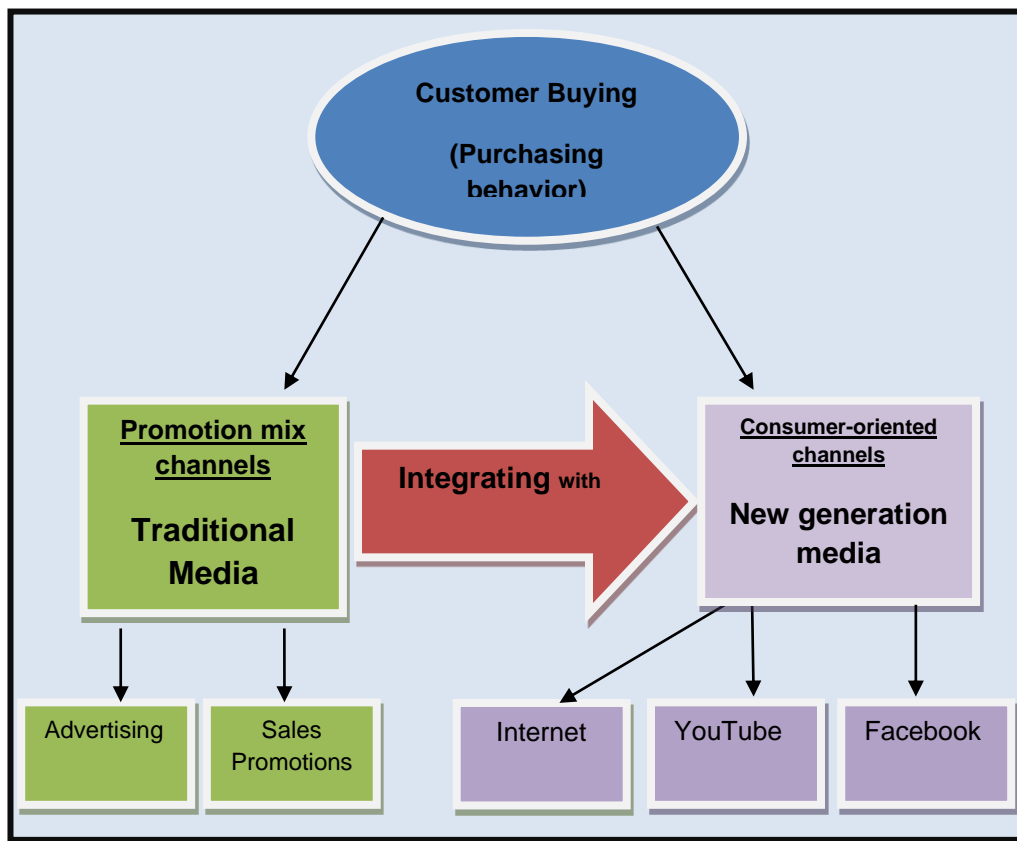 Customer Buying
(Purchasing
behavior)
Promotion mix
channels
Traditional
Media
Integrating with
Consumer-oriented
channels
New generation
media
Advertising
Sales
Promotions
Internet
YouTube
Facebook